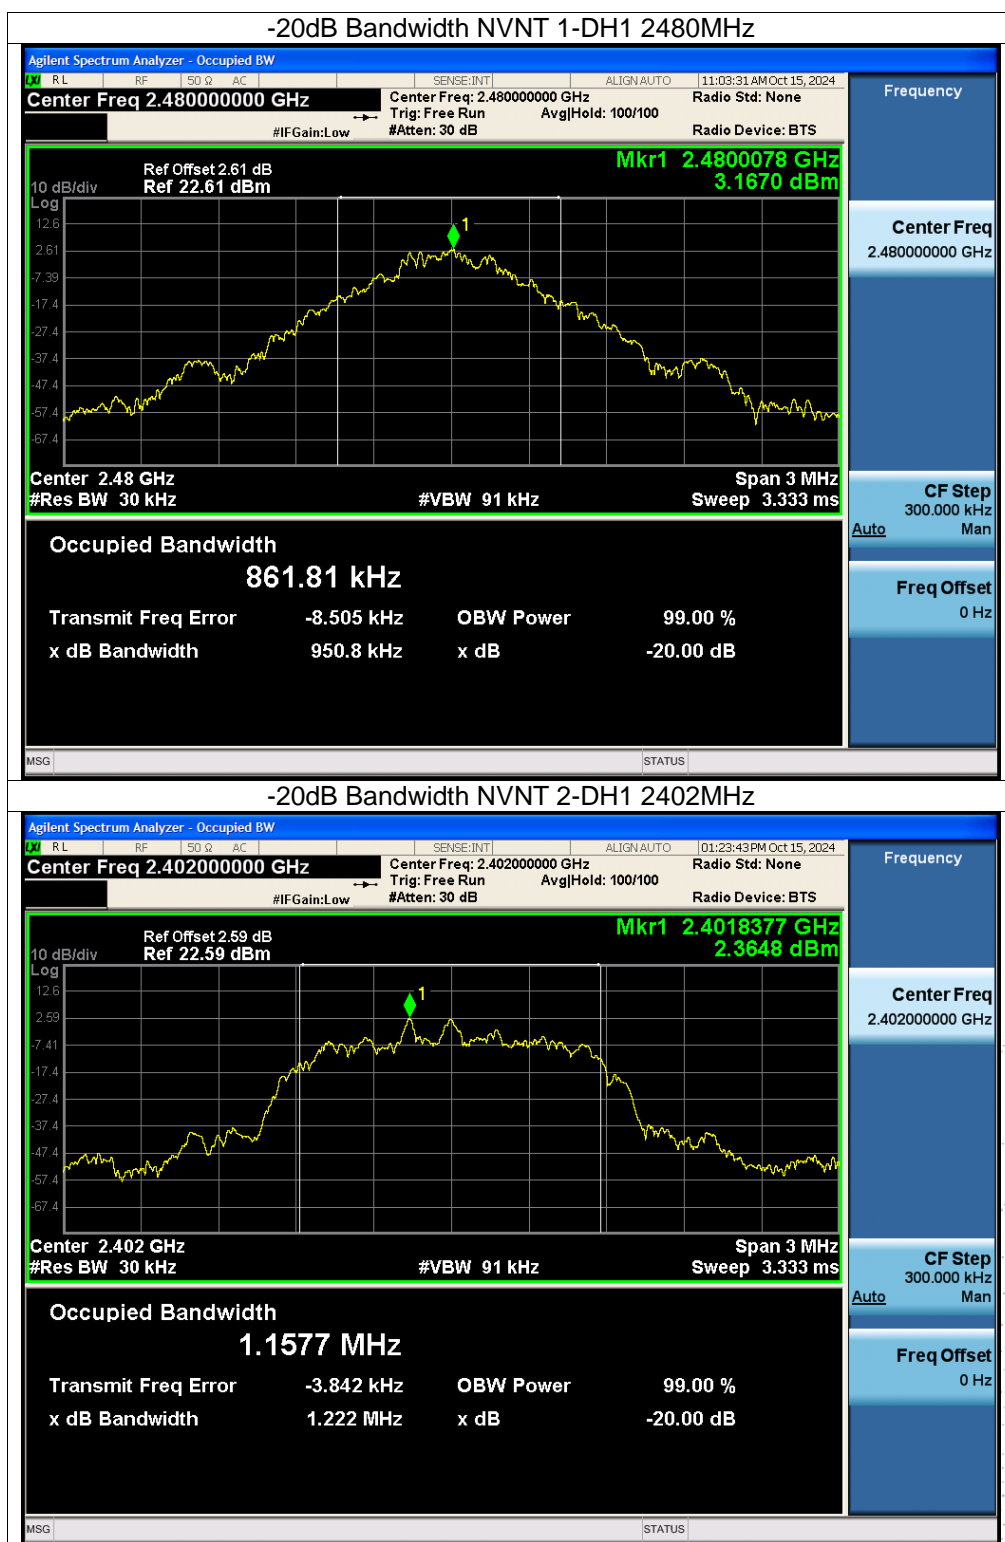 -20dB Bandwidth NVNT 1-DH1 2480MHz
Agilent Spectrum Analyzer - Occupied BW
LXI RL RF 50 Ω AC SENSE:INT ALIGN AUTO 11:03:31 AM Oct 15, 2024
Center Freq 2.480000000 GHz
Center Freq: 2.480000000 GHz Radio Std: None
Trig: Free Run Avg|Hold: 100/100
#IFGain:Low #Atten: 30 dB Radio Device: BTS
Frequency
Mkr1 2.4800078 GHz
3.1670 dBm
Ref Offset 2.61 dB
10 dB/div Ref 22.61 dBm
Log
12.6
2.61
-7.39
-17.4
-27.4
-37.4
-47.4
-57.4
-67.4
1
Center 2.48 GHz Span 3 MHz
#Res BW 30 kHz #VBW 91 kHz Sweep 3.333 ms
Center Freq
2.480000000 GHz
CF Step
300.000 kHz
Auto Man
Freq Offset
0 Hz
Occupied Bandwidth
861.81 kHz
Transmit Freq Error -8.505 kHz OBW Power 99.00 %
x dB Bandwidth 950.8 kHz x dB -20.00 dB
MSG STATUS
-20dB Bandwidth NVNT 2-DH1 2402MHz
Agilent Spectrum Analyzer - Occupied BW
LXI RL RF 50 Ω AC SENSE:INT ALIGN AUTO 01:23:43 PM Oct 15, 2024
Center Freq 2.402000000 GHz
Center Freq: 2.402000000 GHz Radio Std: None
Trig: Free Run Avg|Hold: 100/100
#IFGain:Low #Atten: 30 dB Radio Device: BTS
Frequency
Mkr1 2.4018377 GHz
2.3648 dBm
Ref Offset 2.59 dB
10 dB/div Ref 22.59 dBm
Log
12.6
2.59
-7.41
-17.4
-27.4
-37.4
-47.4
-57.4
-67.4
1
Center 2.402 GHz Span 3 MHz
#Res BW 30 kHz #VBW 91 kHz Sweep 3.333 ms
Center Freq
2.402000000 GHz
CF Step
300.000 kHz
Auto Man
Freq Offset
0 Hz
Occupied Bandwidth
1.1577 MHz
Transmit Freq Error -3.842 kHz OBW Power 99.00 %
x dB Bandwidth 1.222 MHz x dB -20.00 dB
MSG STATUS